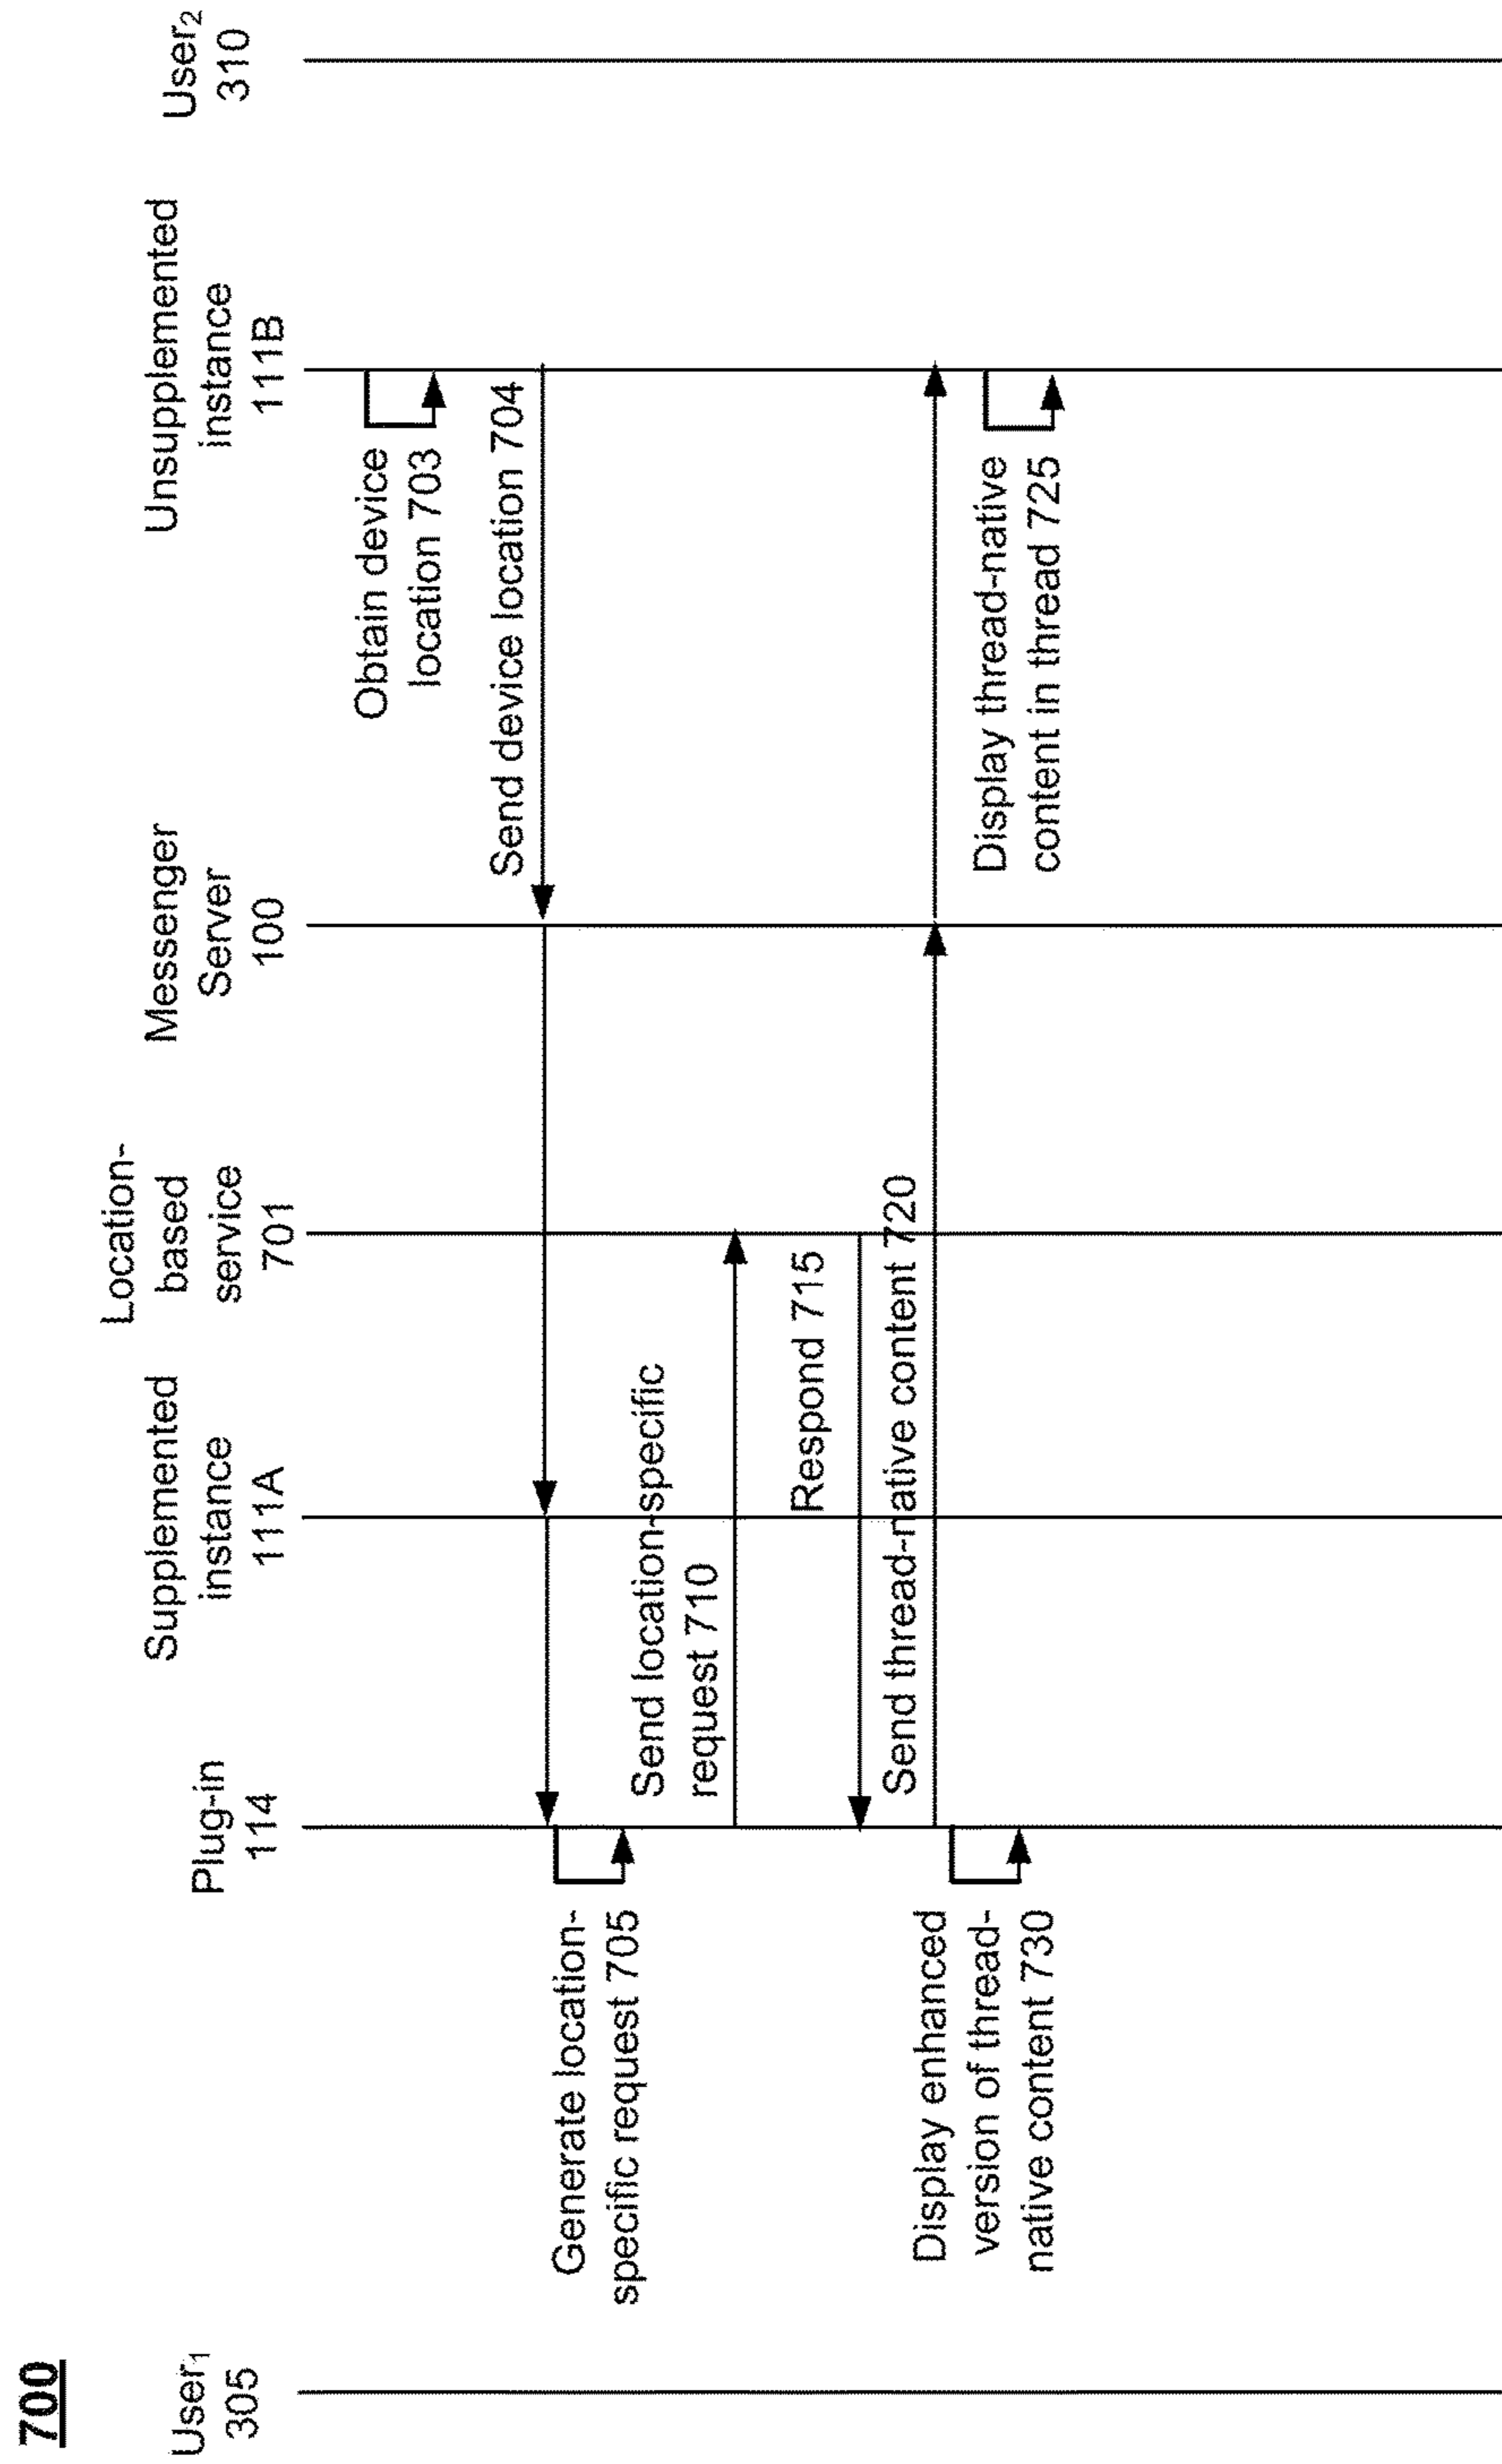 700
User1
305
Plug-in
114
Supplemented
instance
111A
Location-
based
service
701
Messenger
Server
100
Unsupplemented
instance
111B
User2
310
Obtain device
location 703
Send device location 704
Generate location-
specific request 705
Send location-specific
request 710
Respond 715
Send thread-native content 720
Display thread-native
content in thread 725
Display enhanced
version of thread-
native content 730